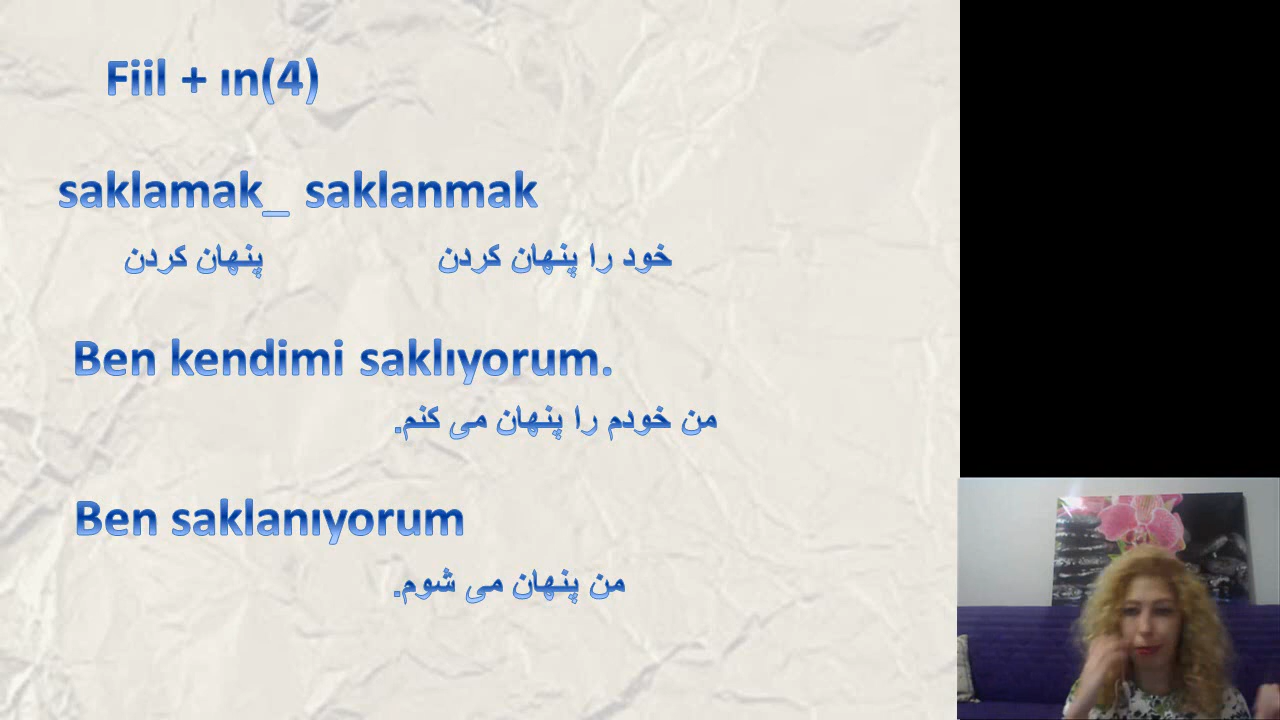 Fiil + ın(4)
saklamak_ saklanmak
پنهان کردن خود را پنهان کردن
Ben kendimi saklıyorum.
من خودم را پنهان می کنم.
Ben saklanıyorum
من پنهان می شوم.